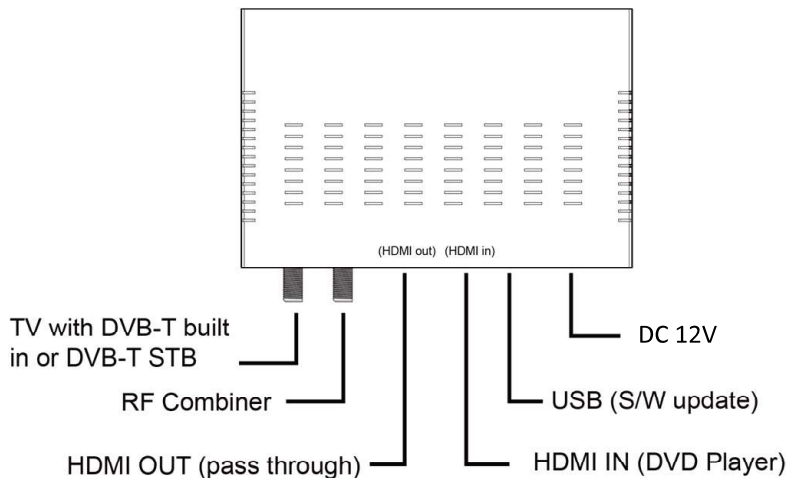 (HDMI out) (HDMI in)
TV with DVB-T built
in or DVB-T STB
DC 12V
RF Combiner
USB (S/W update)
HDMI OUT (pass through)
HDMI IN (DVD Player)